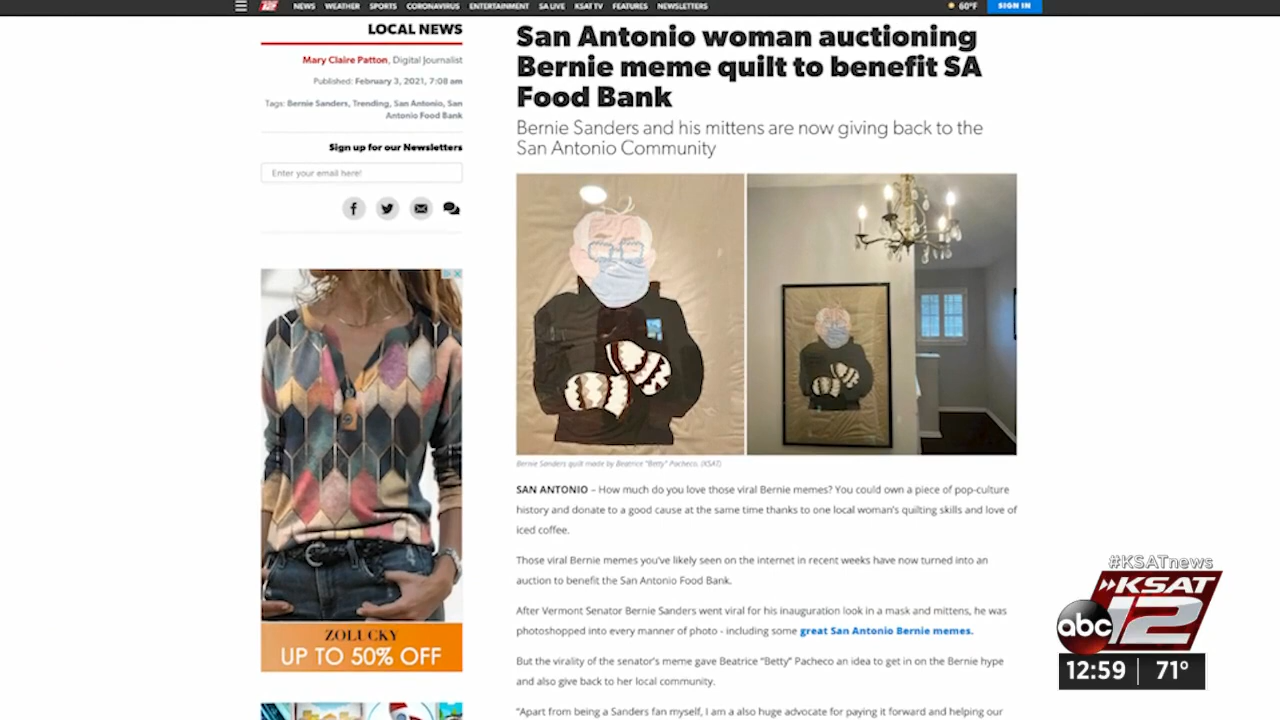 12
NEWS WEATHER SPORTS CORONAVIRUS ENTERTAINMENT SA LIVE KSAT TV FEATURES NEWSLETTERS
60°F
SIGN IN
LOCAL NEWS
Mary Claire Patton, Digital Journalist
Published: February 3, 2021, 7:08 am
Tags: Bernie Sanders, Trending, San Antonio, San
Antonio Food Bank
Sign up for our Newsletters
Enter your email here!
ZOLUCKY
UP TO 50% OFF
San Antonio woman auctioning
Bernie meme quilt to benefit SA
Food Bank
Bernie Sanders and his mittens are now giving back to the
San Antonio Community
Bernie Sanders quilt made by Beatrice "Betty" Pacheco. (KSAT)
SAN ANTONIO – How much do you love those viral Bernie memes? You could own a piece of pop-culture
history and donate to a good cause at the same time thanks to one local woman's quilting skills and love of
iced coffee.
Those viral Bernie memes you've likely seen on the internet in recent weeks have now turned into an
auction to benefit the San Antonio Food Bank.
After Vermont Senator Bernie Sanders went viral for his inauguration look in a mask and mittens, he was
photoshopped into every manner of photo - including some great San Antonio Bernie memes.
But the virality of the senator's meme gave Beatrice "Betty" Pacheco an idea to get in on the Bernie hype
and also give back to her local community.
"Apart from being a Sanders fan myself, I am a also huge advocate for paying it forward and helping our
#KSATnews
KSAT
abc 12
12:59 71°